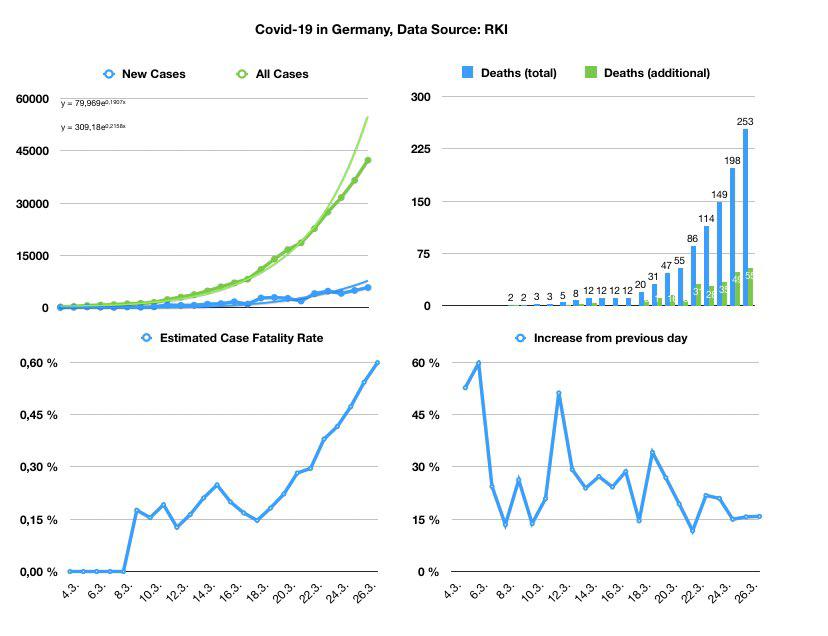 Covid-19 in Germany, Data Source: RKI
New Cases All Cases
60000
45000
30000
15000
0
y = 79,969e0,1907x
y = 309,18e0,2158x
Deaths (total) Deaths (additional)
300
225
150
75
0
2 2 3 3 5 8 12 12 12 12 20 31 47 55 86 114 149 198 253
55
Estimated Case Fatality Rate
0,60 %
0,45 %
0,30 %
0,15 %
0,00 %
4.3. 6.3. 8.3. 10.3. 12.3. 14.3. 16.3. 18.3. 20.3. 22.3. 24.3. 26.3.
Increase from previous day
60 %
45 %
30 %
15 %
0 %
4.3. 6.3. 8.3. 10.3. 12.3. 14.3. 16.3. 18.3. 20.3. 22.3. 24.3. 26.3.